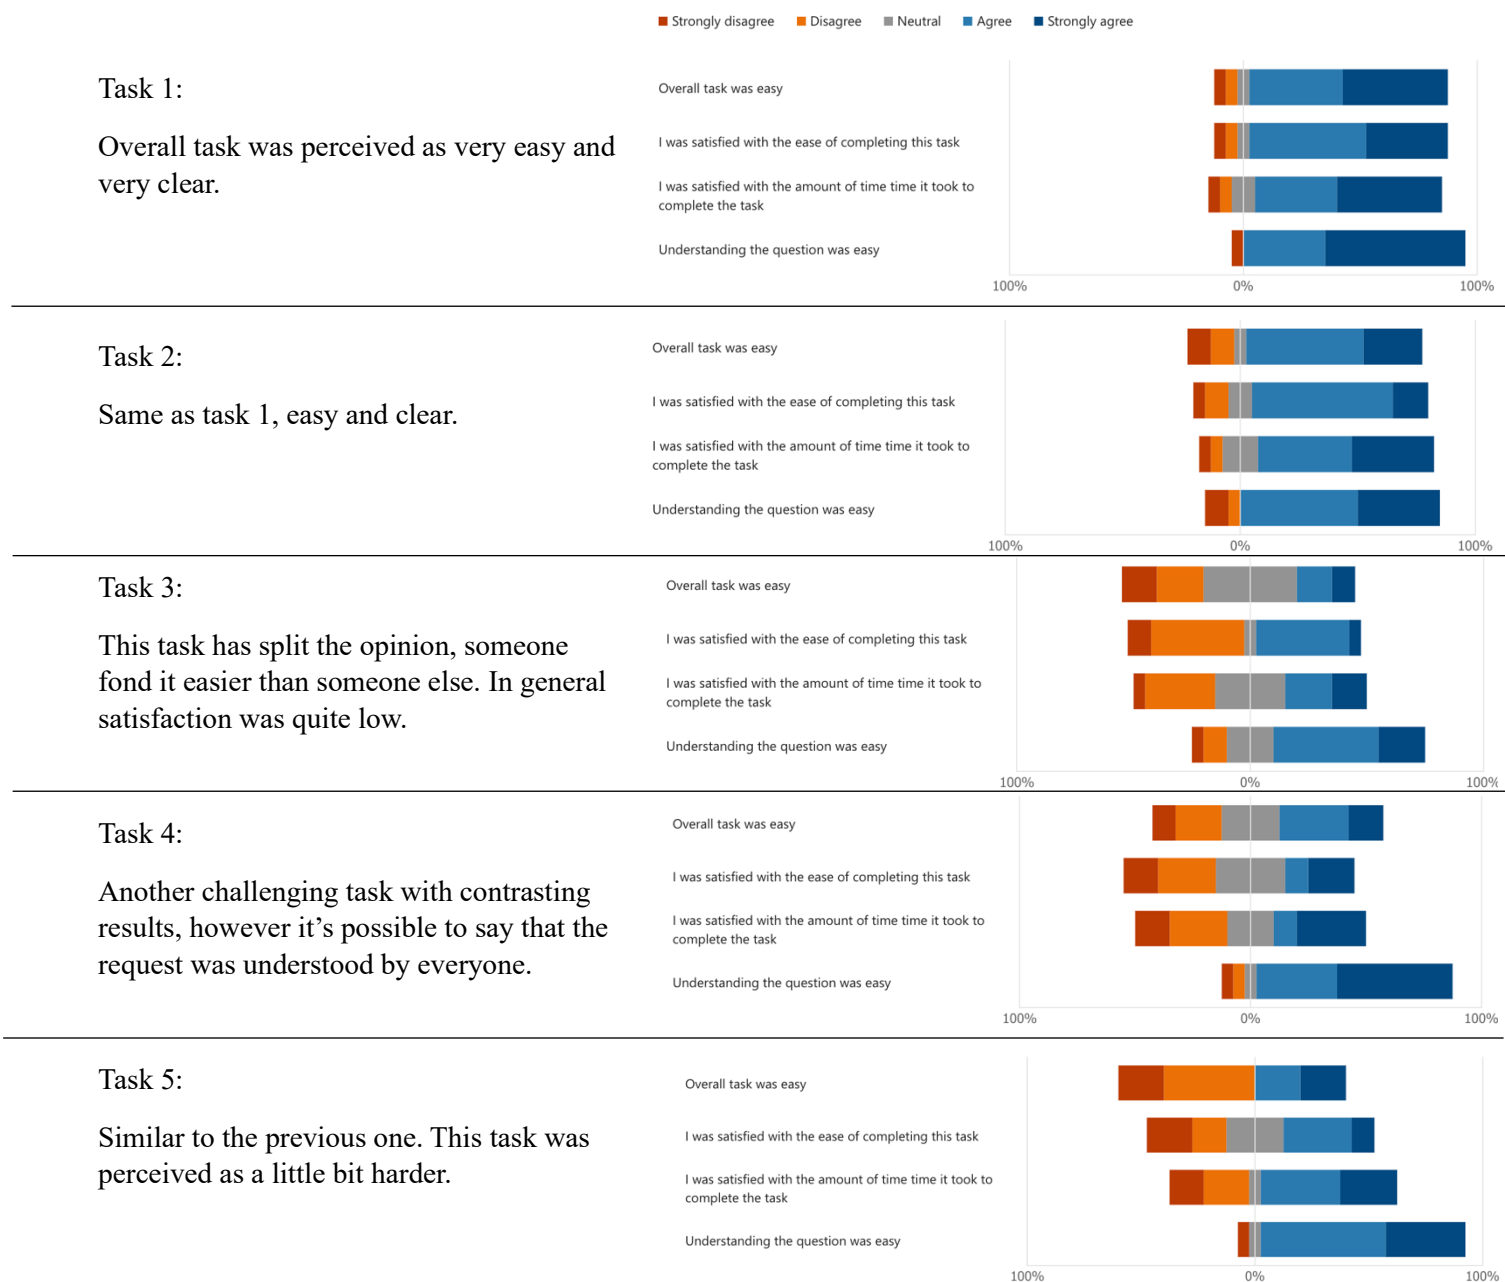 Strongly disagree Disagree Neutral Agree Strongly agree
Task 1:
Overall task was perceived as very easy and
very clear.
Overall task was easy
I was satisfied with the ease of completing this task
I was satisfied with the amount of time time it took to
complete the task
Understanding the question was easy
100% 0% 100%
Task 2:
Same as task 1, easy and clear.
Overall task was easy
I was satisfied with the ease of completing this task
I was satisfied with the amount of time time it took to
complete the task
Understanding the question was easy
100% 0% 100%
Task 3:
This task has split the opinion, someone
fond it easier than someone else. In general
satisfaction was quite low.
Overall task was easy
I was satisfied with the ease of completing this task
I was satisfied with the amount of time time it took to
complete the task
Understanding the question was easy
100% 0% 100%
Task 4:
Another challenging task with contrasting
results, however it’s possible to say that the
request was understood by everyone.
Overall task was easy
I was satisfied with the ease of completing this task
I was satisfied with the amount of time time it took to
complete the task
Understanding the question was easy
100% 0% 100%
Task 5:
Similar to the previous one. This task was
perceived as a little bit harder.
Overall task was easy
I was satisfied with the ease of completing this task
I was satisfied with the amount of time time it took to
complete the task
Understanding the question was easy
100% 0% 100%